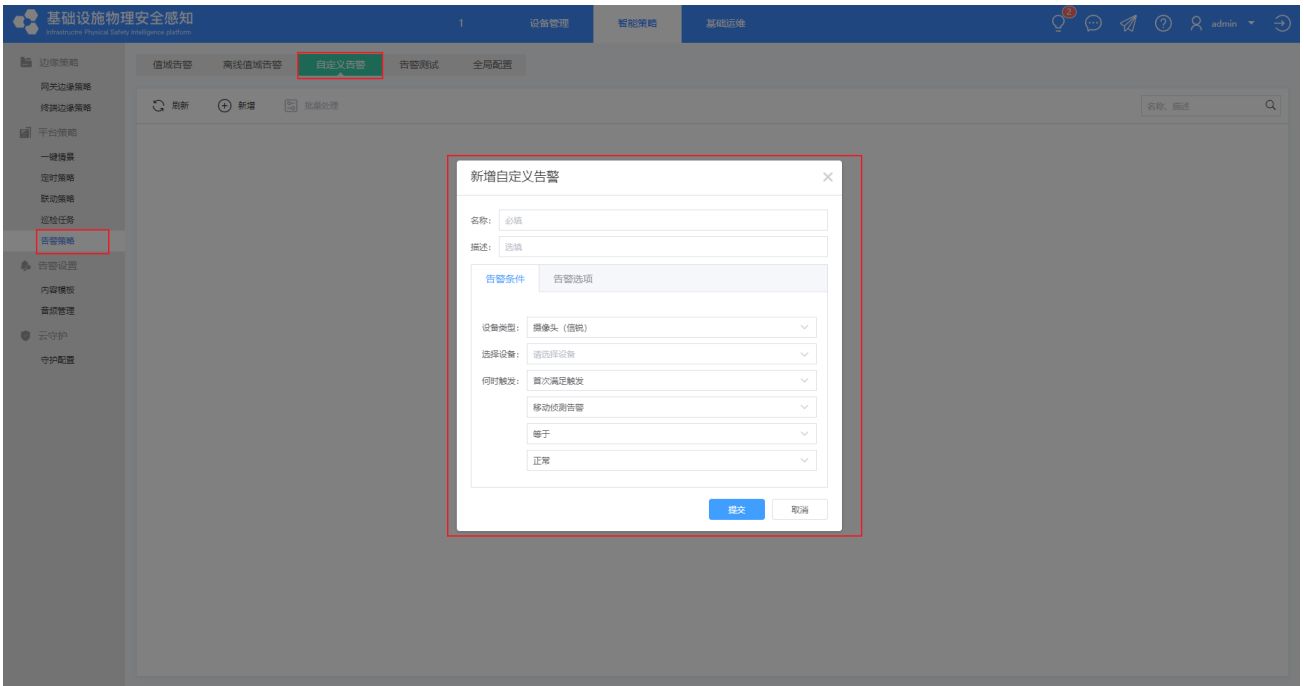 基础设施物理安全感知
Infrastructre Physical Safety Intelligence platform
1 设备管理 智能策略 基础运维 2 admin
边缘策略
网关边缘策略
终端边缘策略
平台策略
一键情景
定时策略
联动策略
巡检任务
告警策略
告警设置
内容模板
音频管理
云守护
守护配置
值域告警 离线值域告警 自定义告警 告警测试 全局配置
刷新 新增 批量处理 名称、描述
新增自定义告警
名称: 必填
描述: 选填
告警条件 告警选项
设备类型: 摄像头（信锐）
选择设备: 请选择设备
何时触发: 首次满足触发
移动侦测告警
等于
正常
提交 取消